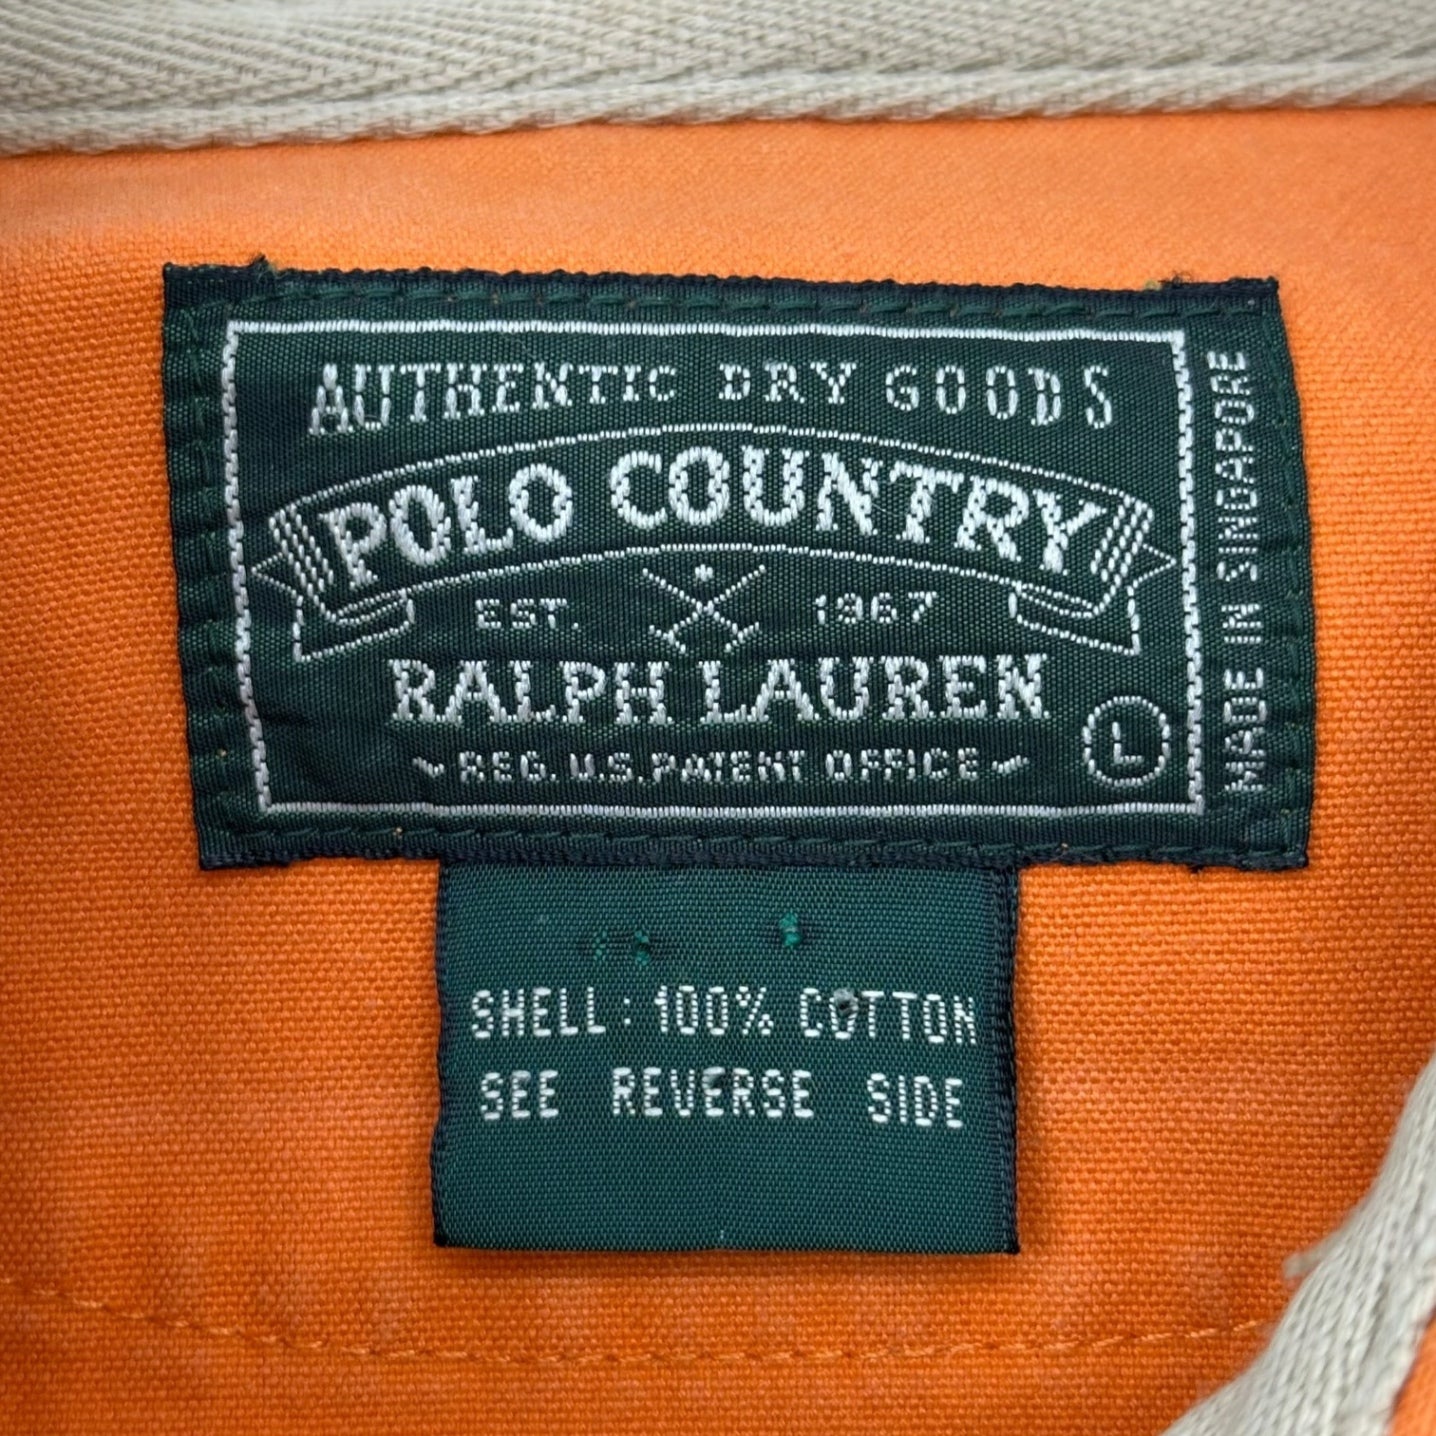 AUTHENTIC DRY GOODS
POLO COUNTRY
EST. 1967
RALPH LAUREN
REG. U.S. PATENT OFFICE
L
MADE IN SINGAPORE
SHELL: 100% COTTON
SEE REVERSE SIDE